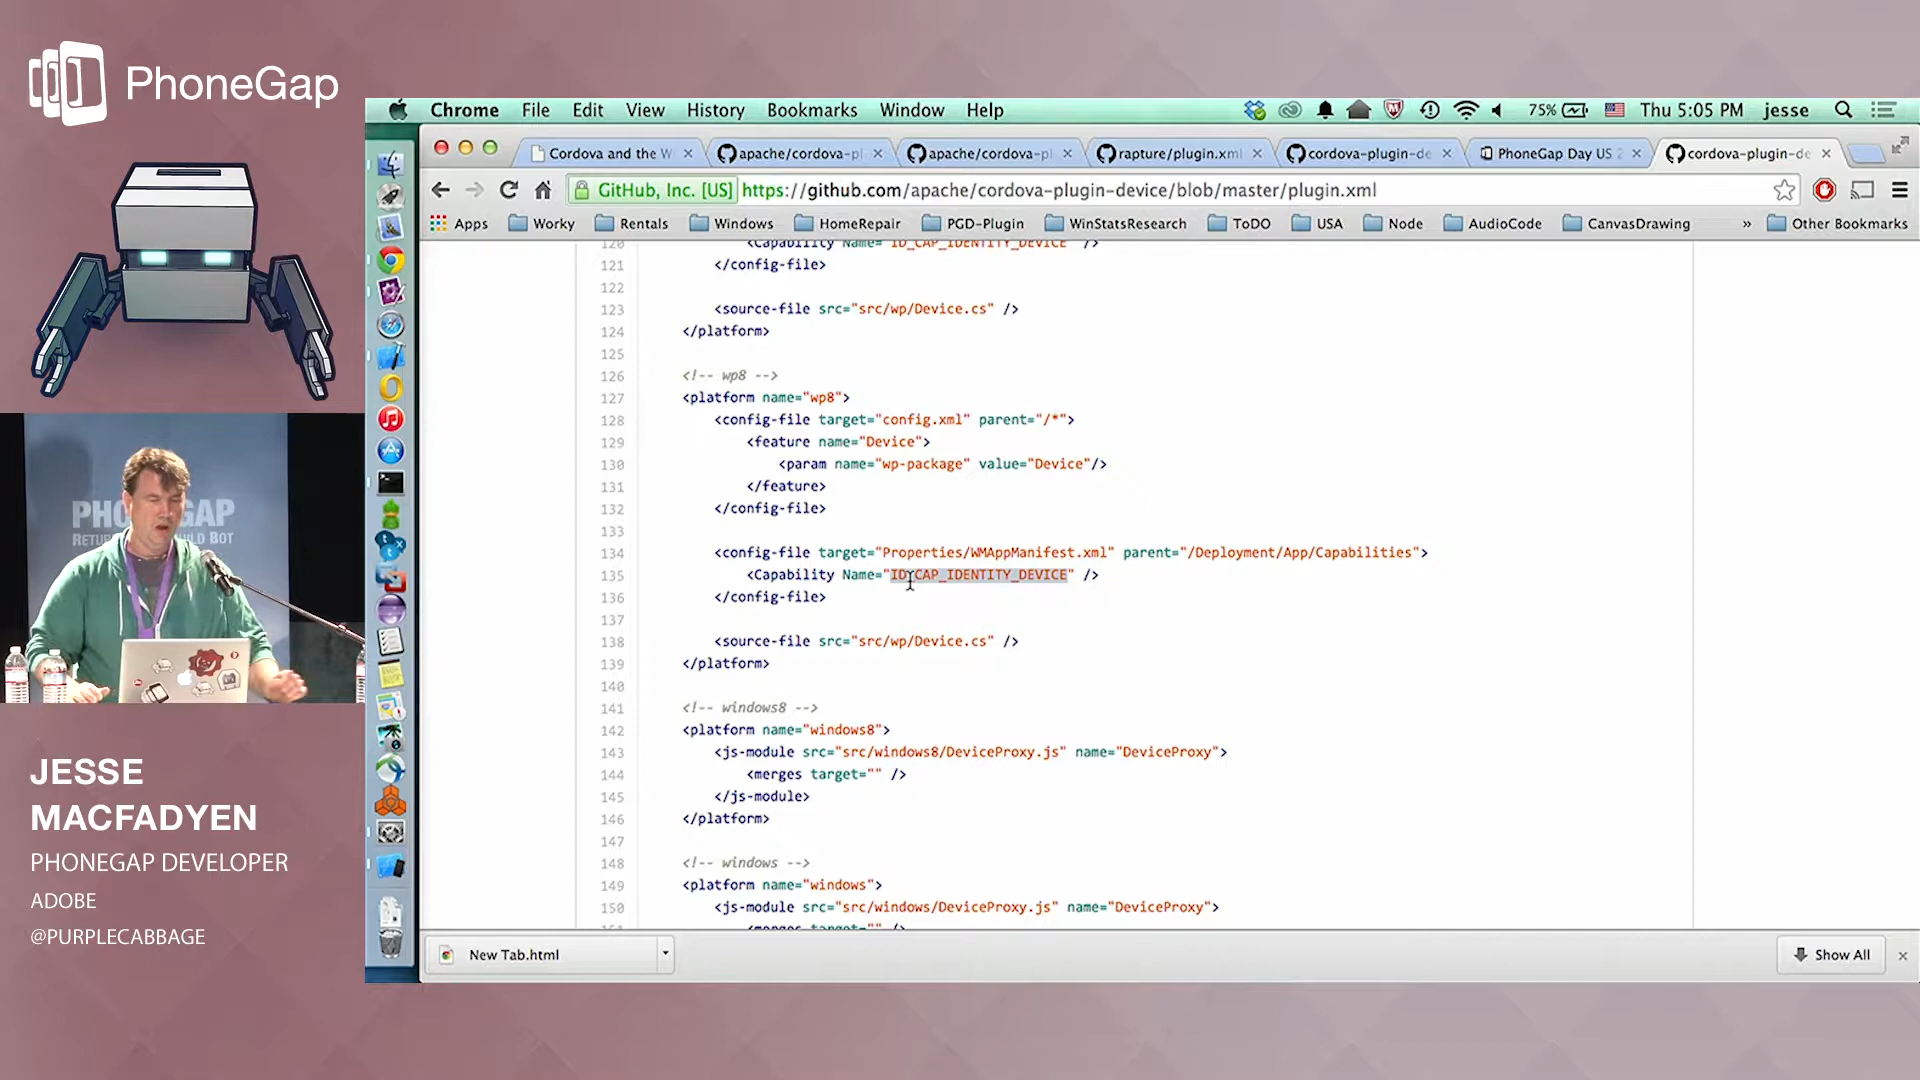 PhoneGap
Chrome File Edit View History Bookmarks Window Help 75% Thu 5:05 PM jesse
Cordova and the W apache/cordova-pl apache/cordova-pl rapture/plugin.xml cordova-plugin-de PhoneGap Day US 2 cordova-plugin-de
GitHub, Inc. [US] https://github.com/apache/cordova-plugin-device/blob/master/plugin.xml
Apps Worky Rentals Windows HomeRepair PGD-Plugin WinStatsResearch ToDO USA Node AudioCode CanvasDrawing » Other Bookmarks
120 <Capability Name="ID_CAP_IDENTITY_DEVICE" />
121 </config-file>
122
123 <source-file src="src/wp/Device.cs" />
124 </platform>
125
126 <!-- wp8 -->
127 <platform name="wp8">
128 <config-file target="config.xml" parent="/*">
129 <feature name="Device">
130 <param name="wp-package" value="Device"/>
131 </feature>
132 </config-file>
133
134 <config-file target="Properties/WMAppManifest.xml" parent="/Deployment/App/Capabilities">
135 <Capability Name="ID_CAP_IDENTITY_DEVICE" />
136 </config-file>
137
138 <source-file src="src/wp/Device.cs" />
139 </platform>
140
141 <!-- windows8 -->
142 <platform name="windows8">
143 <js-module src="src/windows8/DeviceProxy.js" name="DeviceProxy">
144 <merges target="" />
145 </js-module>
146 </platform>
147
148 <!-- windows -->
149 <platform name="windows">
150 <js-module src="src/windows/DeviceProxy.js" name="DeviceProxy">
<merges target="" />
New Tab.html Show All
JESSE
MACFADYEN
PHONEGAP DEVELOPER
ADOBE
@PURPLECABBAGE